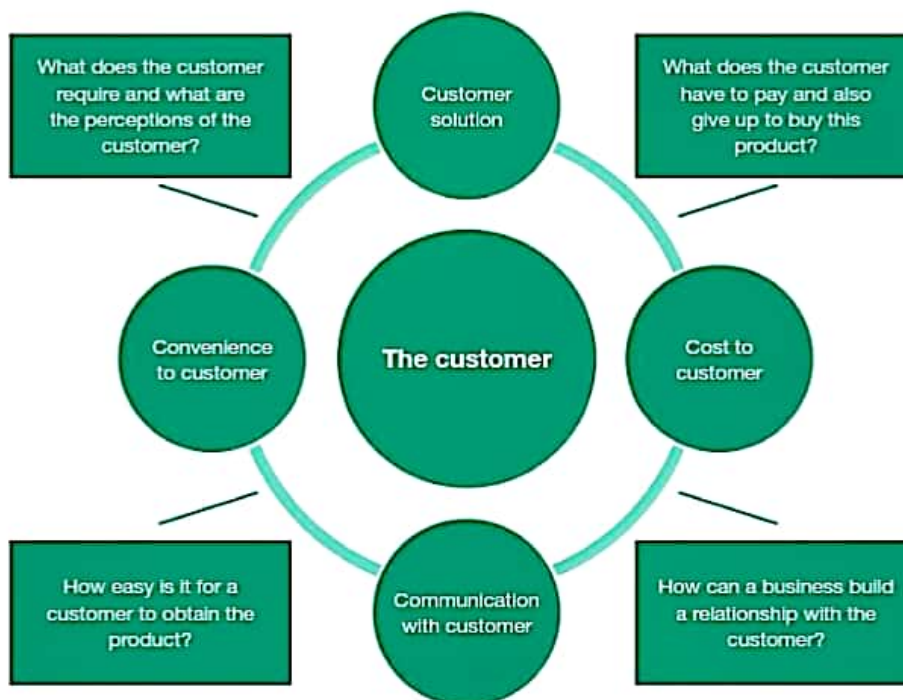 What does the customer
require and what are
the perceptions of the
customer?
Customer
solution
What does the customer
have to pay and also
give up to buy this
product?
Convenience
to customer
The customer
Cost to
customer
How easy is it for a
customer to obtain the
product?
Communication
with customer
How can a business build
a relationship with the
customer?